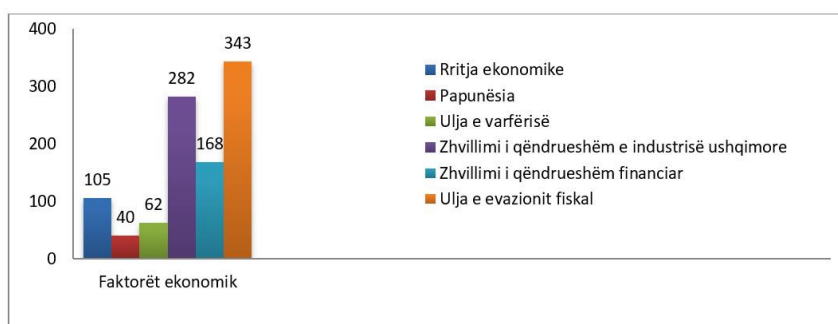 400
300
200
100
0
105
40
62
282
168
343
Faktorët ekonomik
Rritja ekonomike
Papunësia
Ulja e varfërisë
Zhvillimi i qëndrueshëm e industrisë ushqimore
Zhvillimi i qëndrueshëm financiar
Ulja e evazionit fiskal